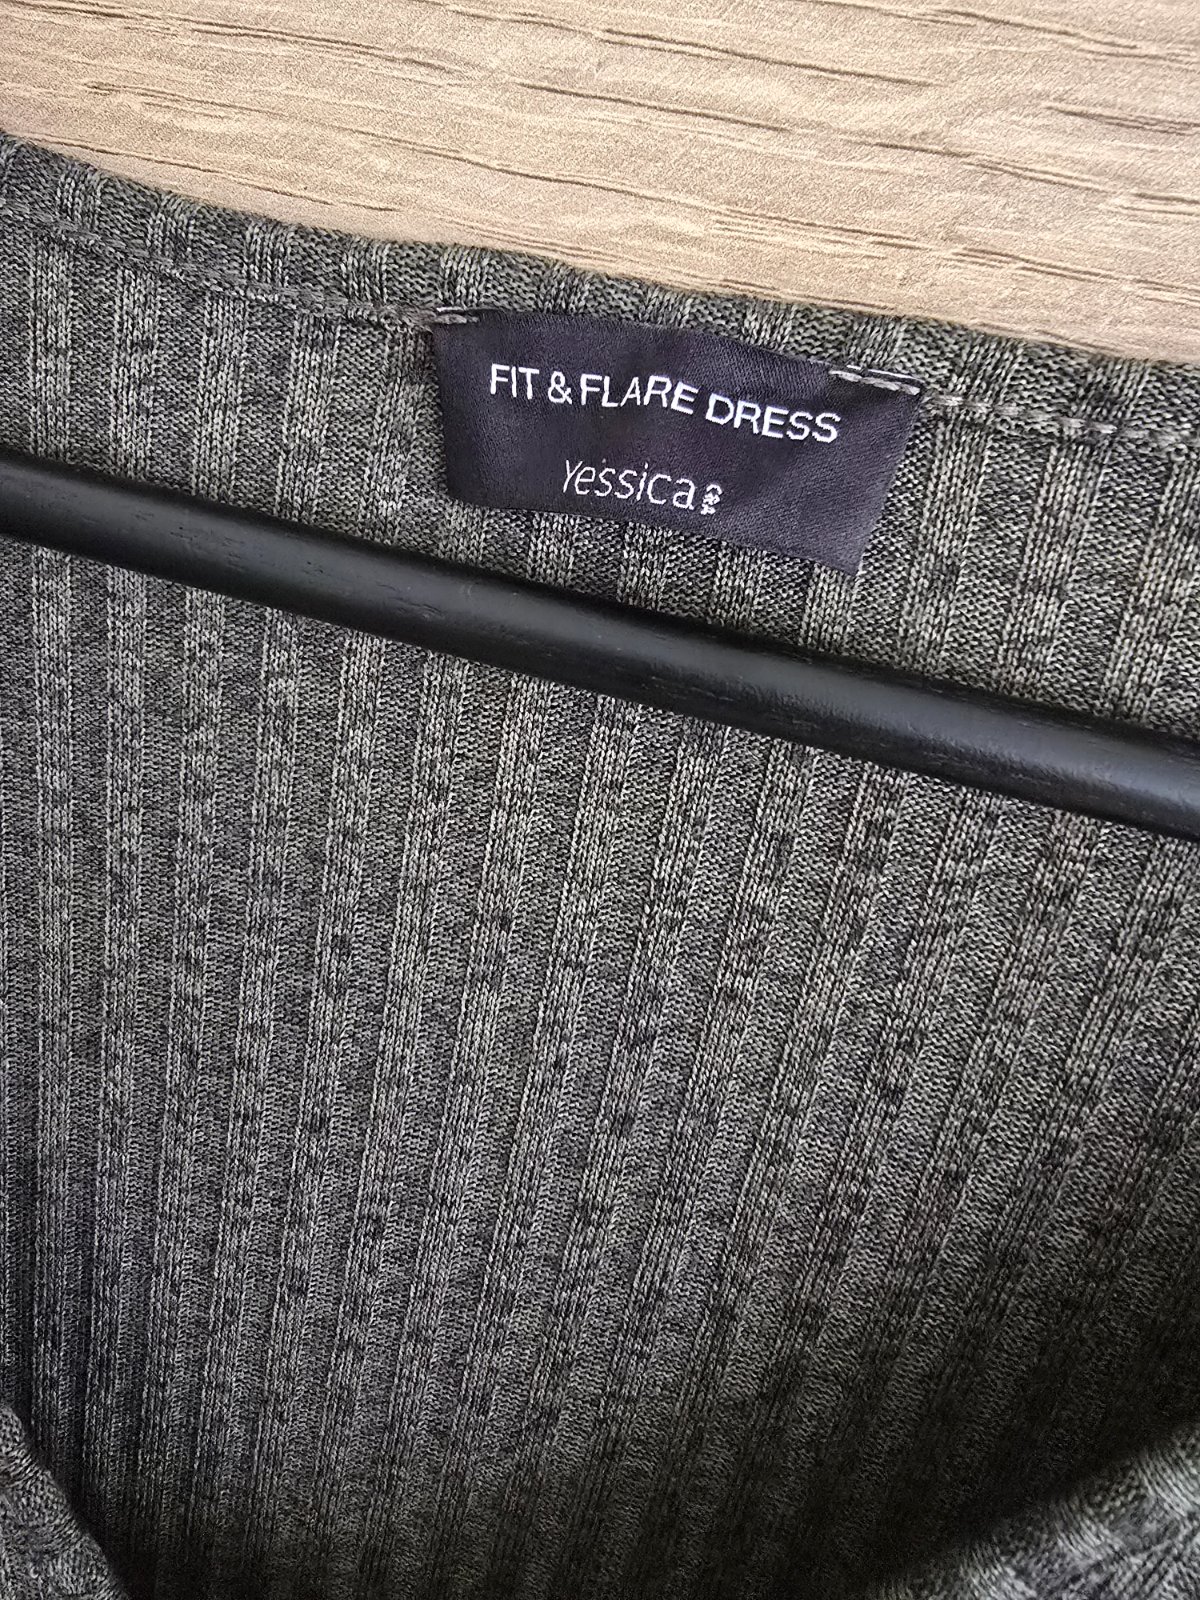 FIT & FLARE DRESS
Yessica